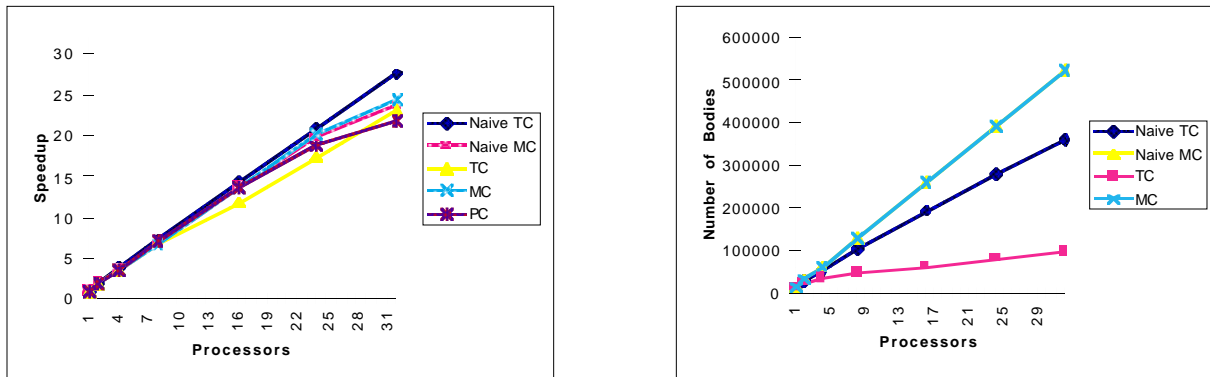 30
25
20
15
10
5
0
Speedup
1
4
7
10
13
16
19
22
25
28
31
Processors
Naive TC
Naive MC
TC
MC
PC
600000
500000
400000
300000
200000
100000
0
Number of Bodies
1
5
9
13
17
21
25
29
Processors
Naive TC
Naive MC
TC
MC